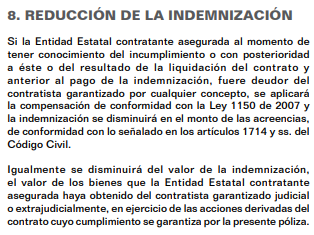 8. REDUCCIÓN DE LA INDEMNIZACIÓN
Si la Entidad Estatal contratante asegurada al momento de
tener conocimiento del incumplimiento o con posterioridad
a éste o del resultado de la liquidación del contrato y
anterior al pago de la indemnización, fuere deudor del
contratista garantizado por cualquier concepto, se aplicará
la compensación de conformidad con la Ley 1150 de 2007 y
la indemnización se disminuirá en el monto de las acreencias,
de conformidad con lo señalado en los artículos 1714 y ss. del
Código Civil.
Igualmente se disminuirá del valor de la indemnización,
el valor de los bienes que la Entidad Estatal contratante
asegurada haya obtenido del contratista garantizado judicial
o extrajudicialmente, en ejercicio de las acciones derivadas del
contrato cuyo cumplimiento se garantiza por la presente póliza.